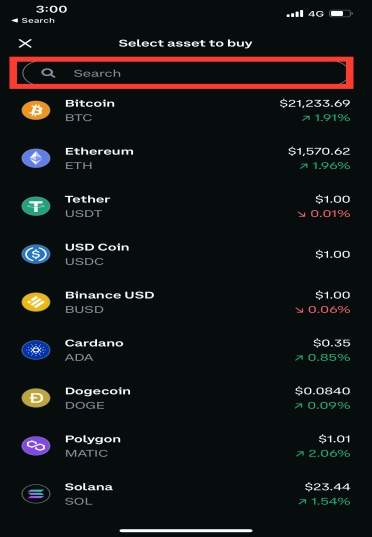 3:00
4G
◄ Search
Select asset to buy
Search
Bitcoin $21,233.69
BTC ↗ 1.91%
Ethereum $1,570.62
ETH ↗ 1.96%
Tether $1.00
USDT ↘ 0.01%
USD Coin
$1.00
USDC
Binance USD $1.00
BUSD ↘ 0.06%
Cardano $0.35
ADA ↗ 0.85%
Dogecoin $0.0840
DOGE ↗ 0.09%
Polygon $1.01
MATIC ↗ 2.06%
Solana $23.44
SOL ↗ 1.54%